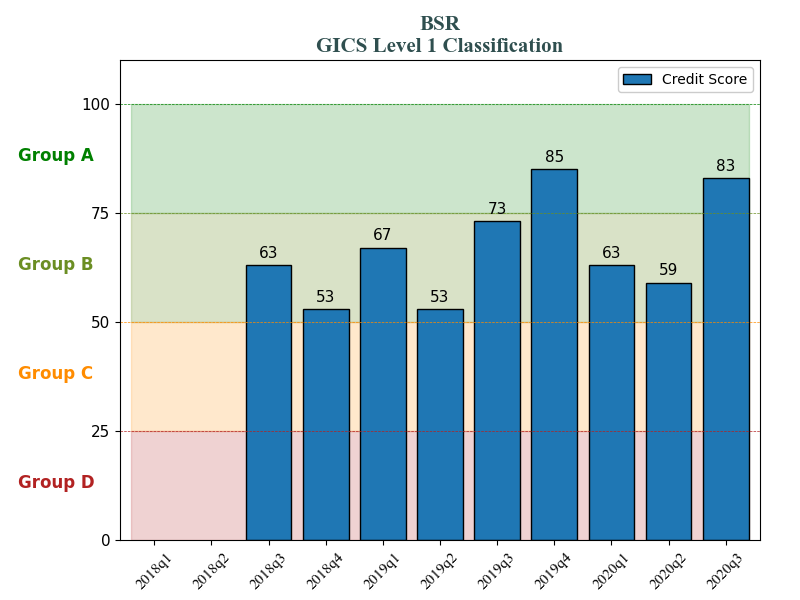 BSR
GICS Level 1 Classification
Credit Score
100
75
50
25
0
Group A
Group B
Group C
Group D
63
53
67
53
73
85
63
59
83
2018q1
2018q2
2018q3
2018q4
2019q1
2019q2
2019q3
2019q4
2020q1
2020q2
2020q3